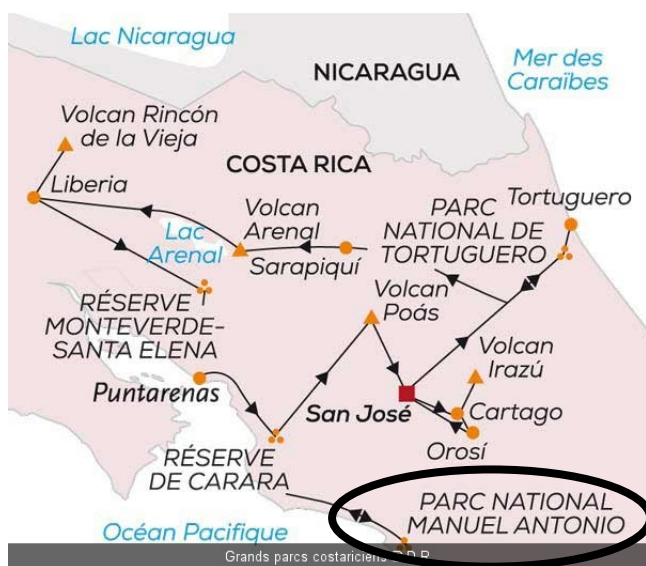 Lac Nicaragua
NICARAGUA
Mer des
Caraïbes
Volcan Rincón
de la Vieja
COSTA RICA
Liberia
Volcan
Arenal
Lac
Arenal
Sarapiquí
PARC
NATIONAL DE
TORTUGUERO
Tortuguero
RÉSERVE
MONTEVERDE-
SANTA ELENA
Volcan
Poás
Volcan
Irazú
Puntarenas
San José
Cartago
Orosí
RÉSERVE
DE CARARA
PARC NATIONAL
MANUEL ANTONIO
Océan Pacifique
Grands parcs costariciens